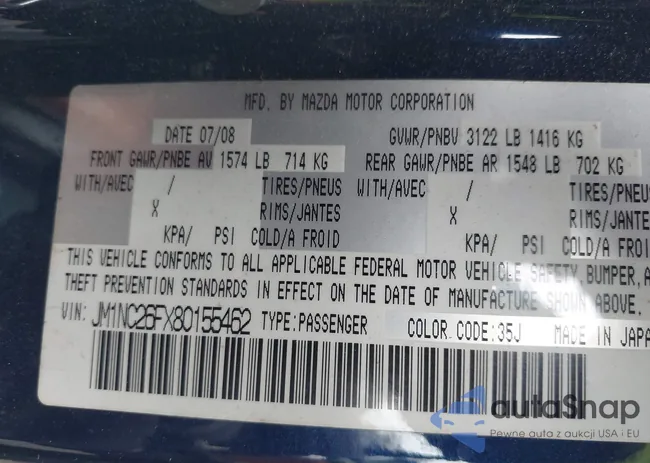 MFD. BY MAZDA MOTOR CORPORATION
DATE 07/08 GVWR/PNBV 3122 LB 1416 KG
FRONT GAWR/PNBE AV 1574 LB 714 KG REAR GAWR/PNBE AR 1548 LB 702 KG
WITH/AVEC / TIRES/PNEUS WITH/AVEC / TIRES/PNEUS
X RIMS/JANTES X RIMS/JANTES
KPA/ PSI COLD/A FROID KPA/ PSI COLD/A FROID
THIS VEHICLE CONFORMS TO ALL APPLICABLE FEDERAL MOTOR VEHICLE SAFETY, BUMPER, A
THEFT PREVENTION STANDARDS IN EFFECT ON THE DATE OF MANUFACTURE SHOWN ABOVE
VIN: JM1NC26FX80155462 TYPE:PASSENGER COLOR CODE:35J MADE IN JAPA
autoSnap
Pewne auta z aukcji USA i EU